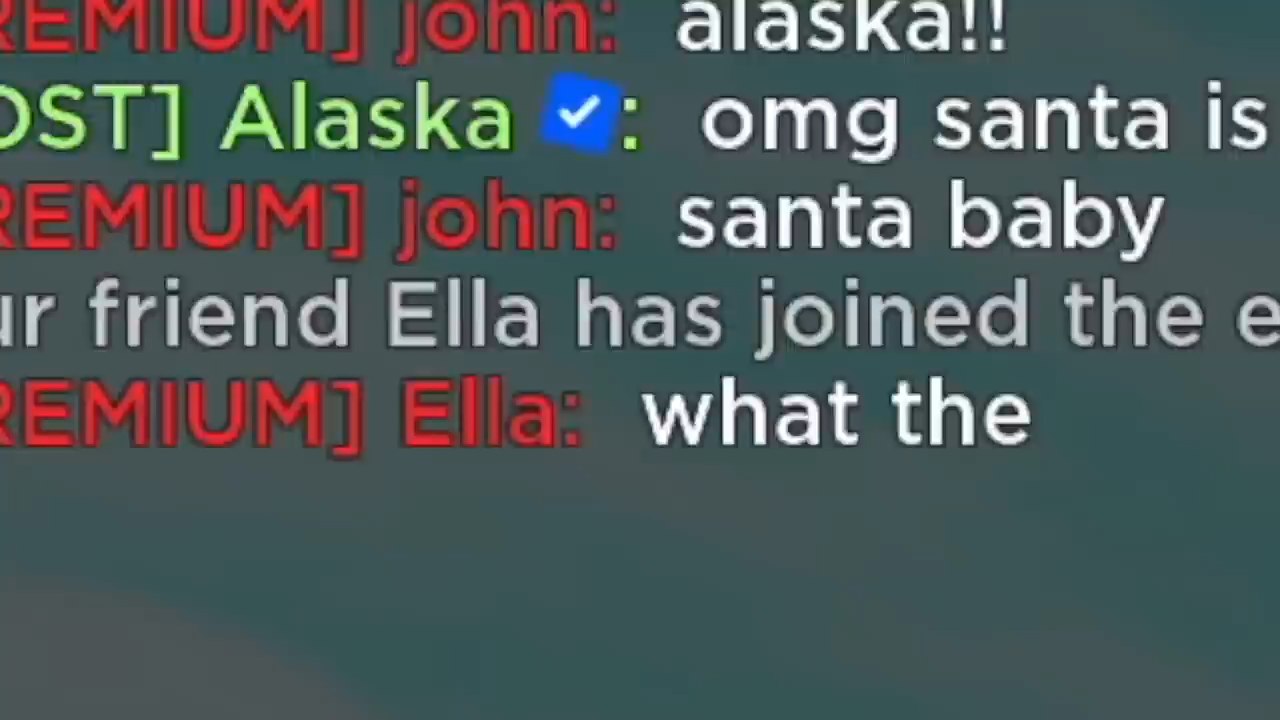 REMIUM] john: alaska!!
OST] Alaska : omg santa is
REMIUM] john: santa baby
ur friend Ella has joined the e
REMIUM] Ella: what the